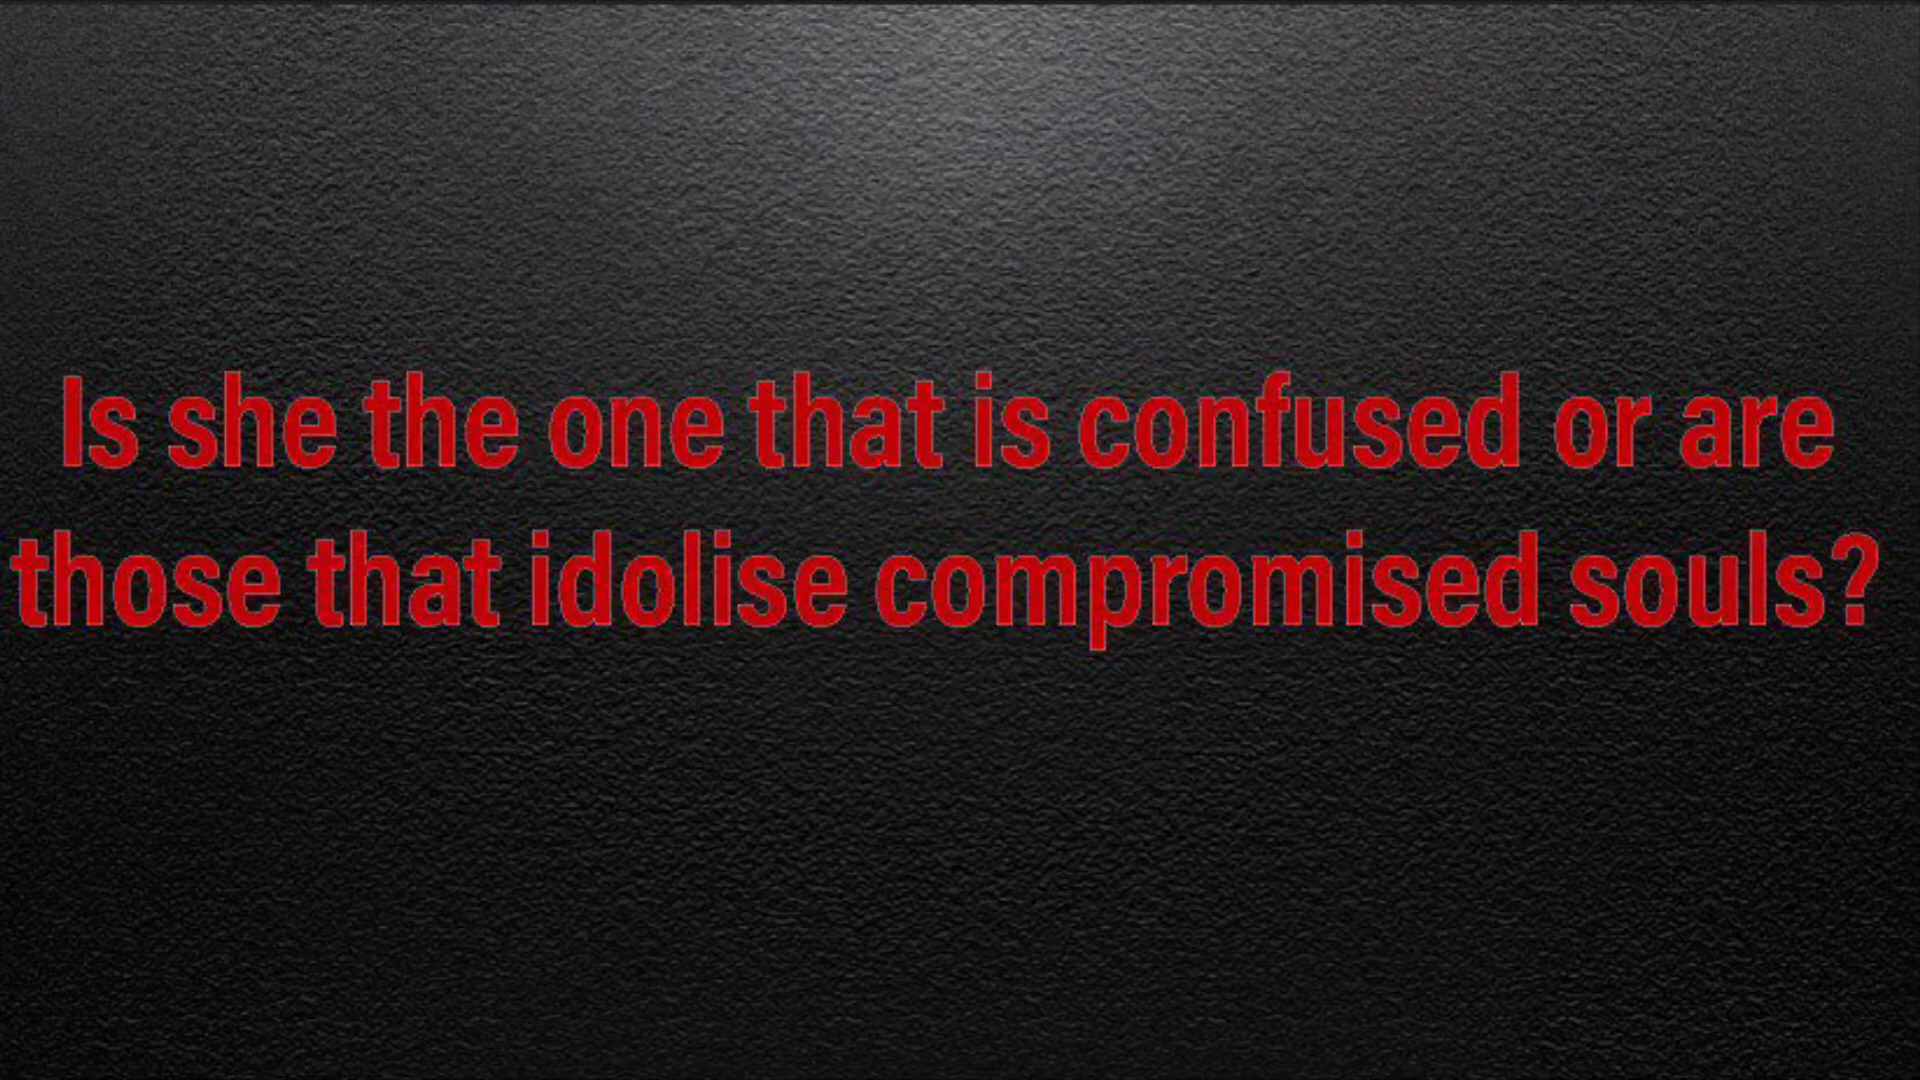 Is she the one that is confused or are
those that idolise compromised souls?